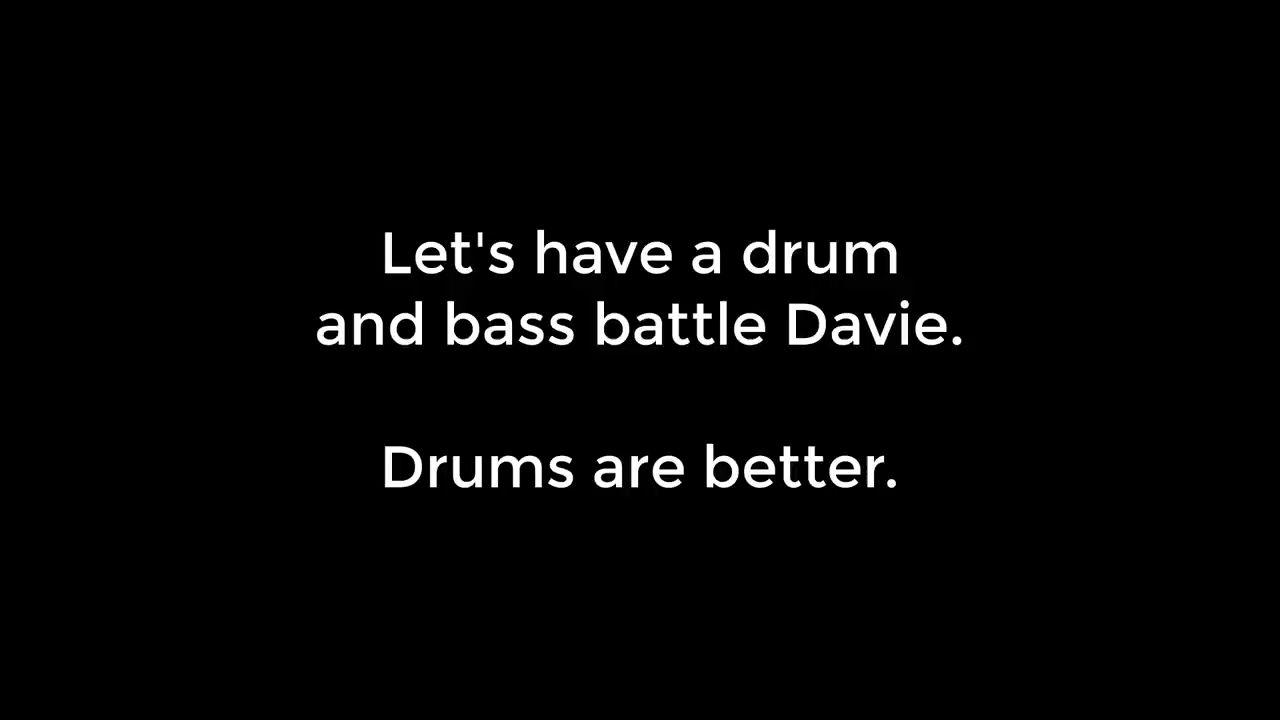 Let's have a drum
and bass battle Davie.
Drums are better.